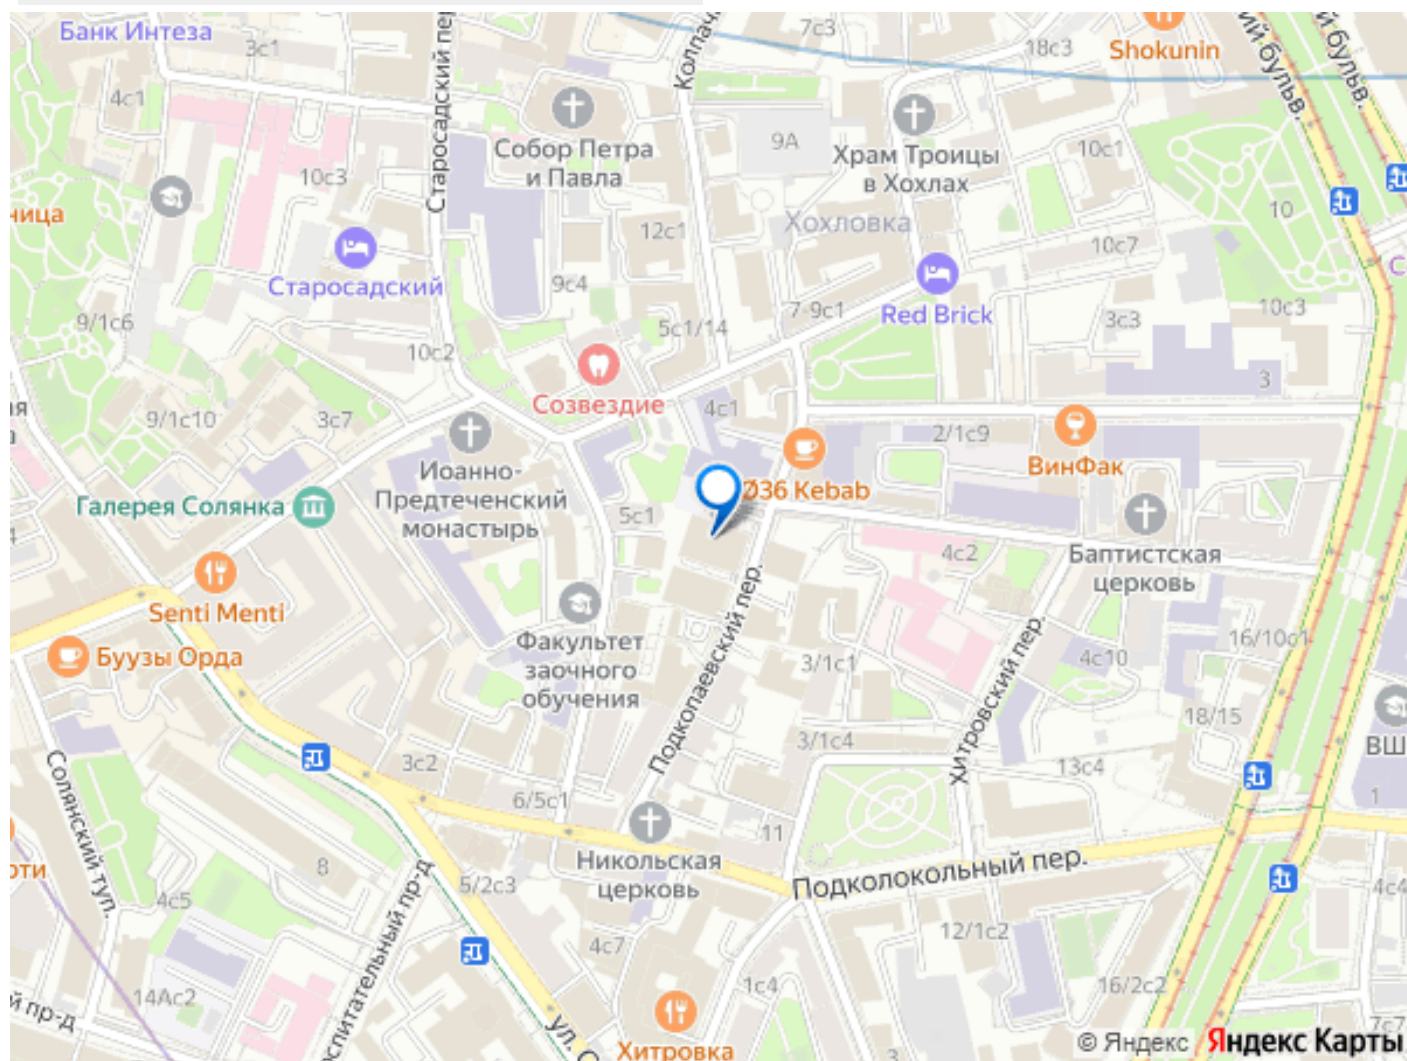 Банк Интеза
3с1
7с3
18с3
Shokunin
4с1
Старосадский пер
9А
Собор Петра
и Павла
Храм Троицы
в Хохлах
10с1
10с3
ница
12с1
Хохловка
10
10с7
Старосадский
9с4
7-9с1
Red Brick
10с3
9/1с6
5с1/14
3с3
10с2
3
Созвездие
4с1
9/1с10
3с7
2/1с9
ВинФак
Иоанно-
Предтеченский
монастырь
Галерея Солянка
36 Kebab
5с1
4с2
Баптистская
церковь
Senti Menti
Факультет
заочного
обучения
Подкопаевский пер.
Хитровский пер.
16/10с1
Буузы Орда
3/1с1
4с10
18/15
ВШ
3/1с4
13с4
3с2
6/5с1
1
Солянский туп.
11
Никольская
церковь
Подколокольный пер.
8
5/2с3
4с5
4с4
4с7
12/1с2
14Ас2
1с4
16/2с2
й пр-д
спитательный пр-д
ул. С
Хитровка
7с7
© Яндекс Яндекс Карты